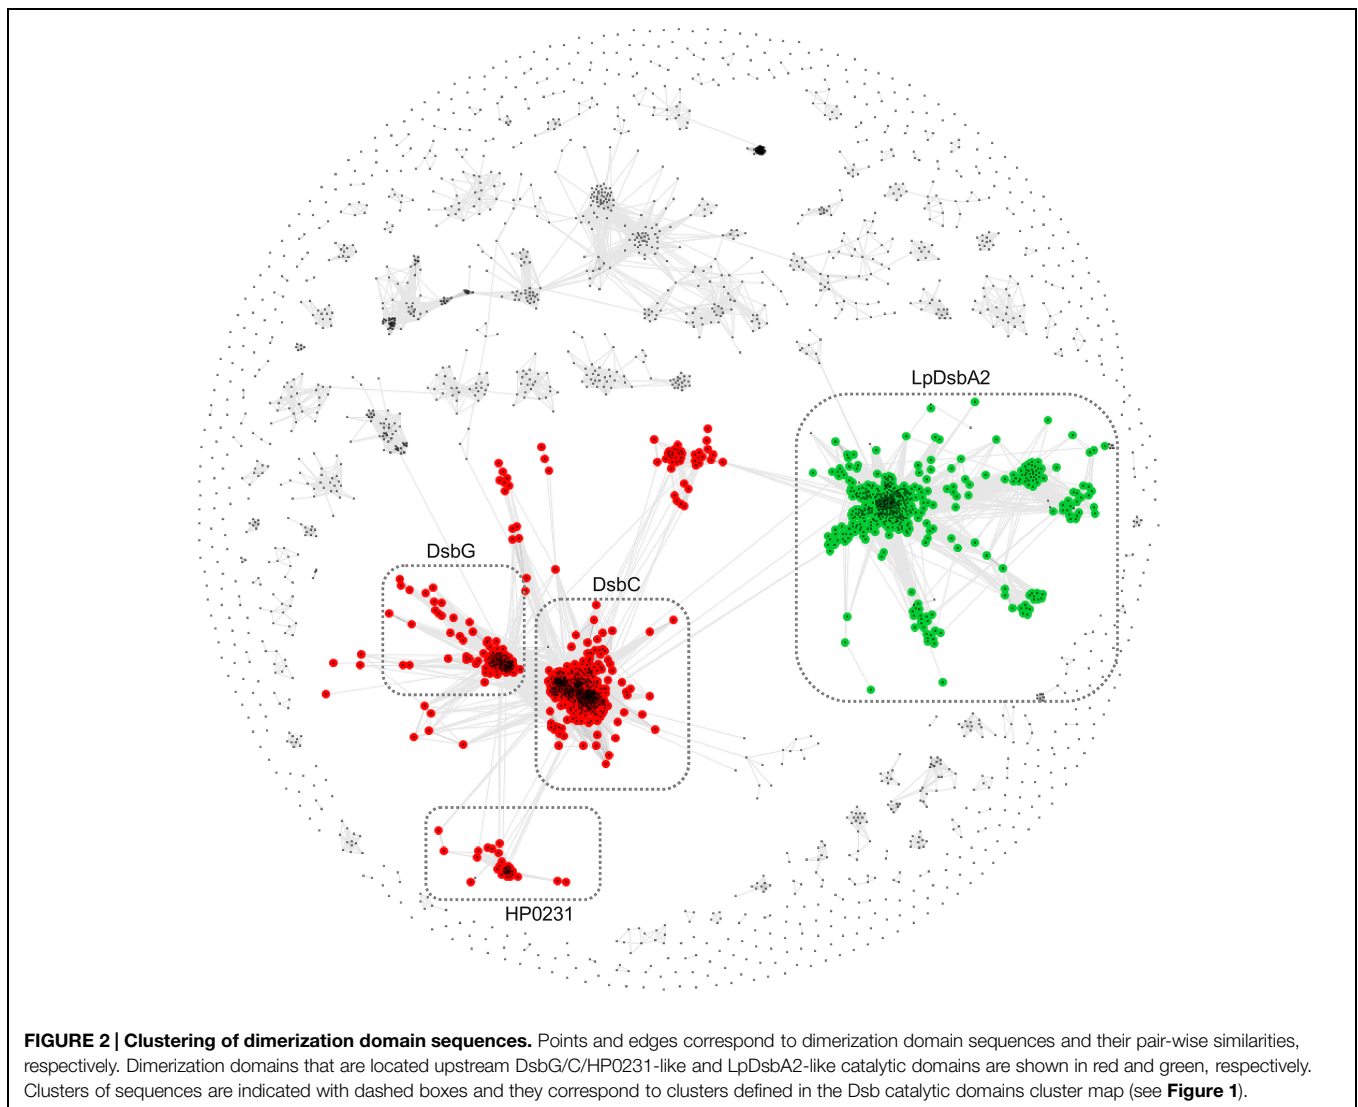 LpDsbA2
DsbG
DsbC
HP0231
FIGURE 2 | Clustering of dimerization domain sequences. Points and edges correspond to dimerization domain sequences and their pair-wise similarities,
respectively. Dimerization domains that are located upstream DsbG/C/HP0231-like and LpDsbA2-like catalytic domains are shown in red and green, respectively.
Clusters of sequences are indicated with dashed boxes and they correspond to clusters defined in the Dsb catalytic domains cluster map (see Figure 1).